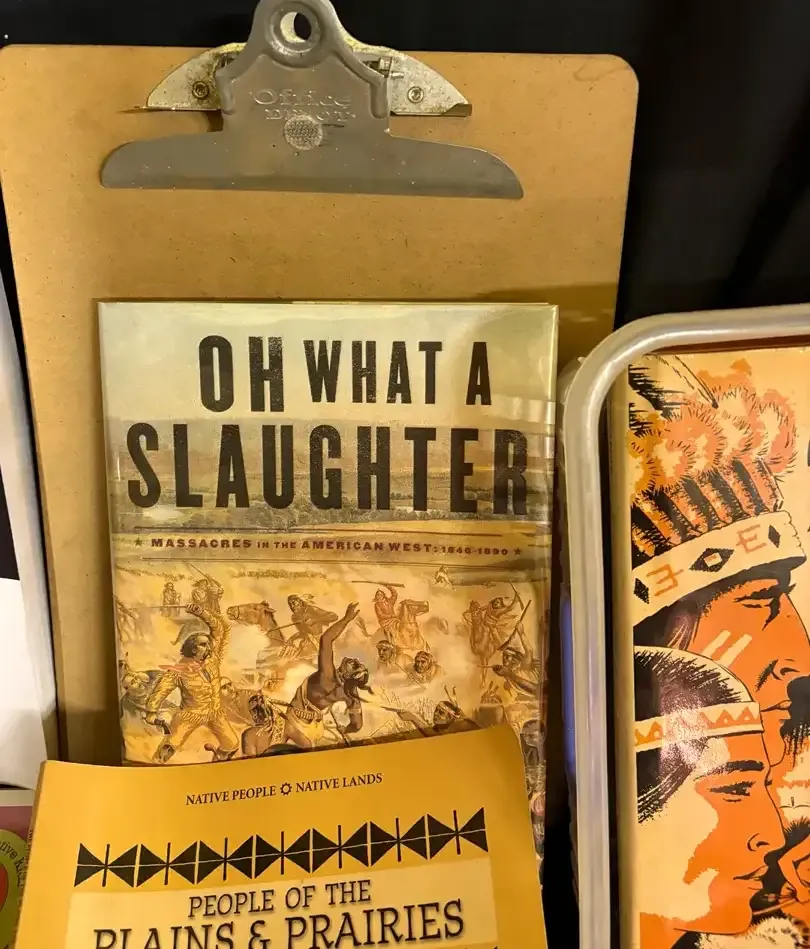 Office
DEPOT
OH WHAT A
SLAUGHTER
★ MASSACRES IN THE AMERICAN WEST: 1846-1890 ★
NATIVE PEOPLE NATIVE LANDS
PEOPLE OF THE
PLAINS & PRAIRIES